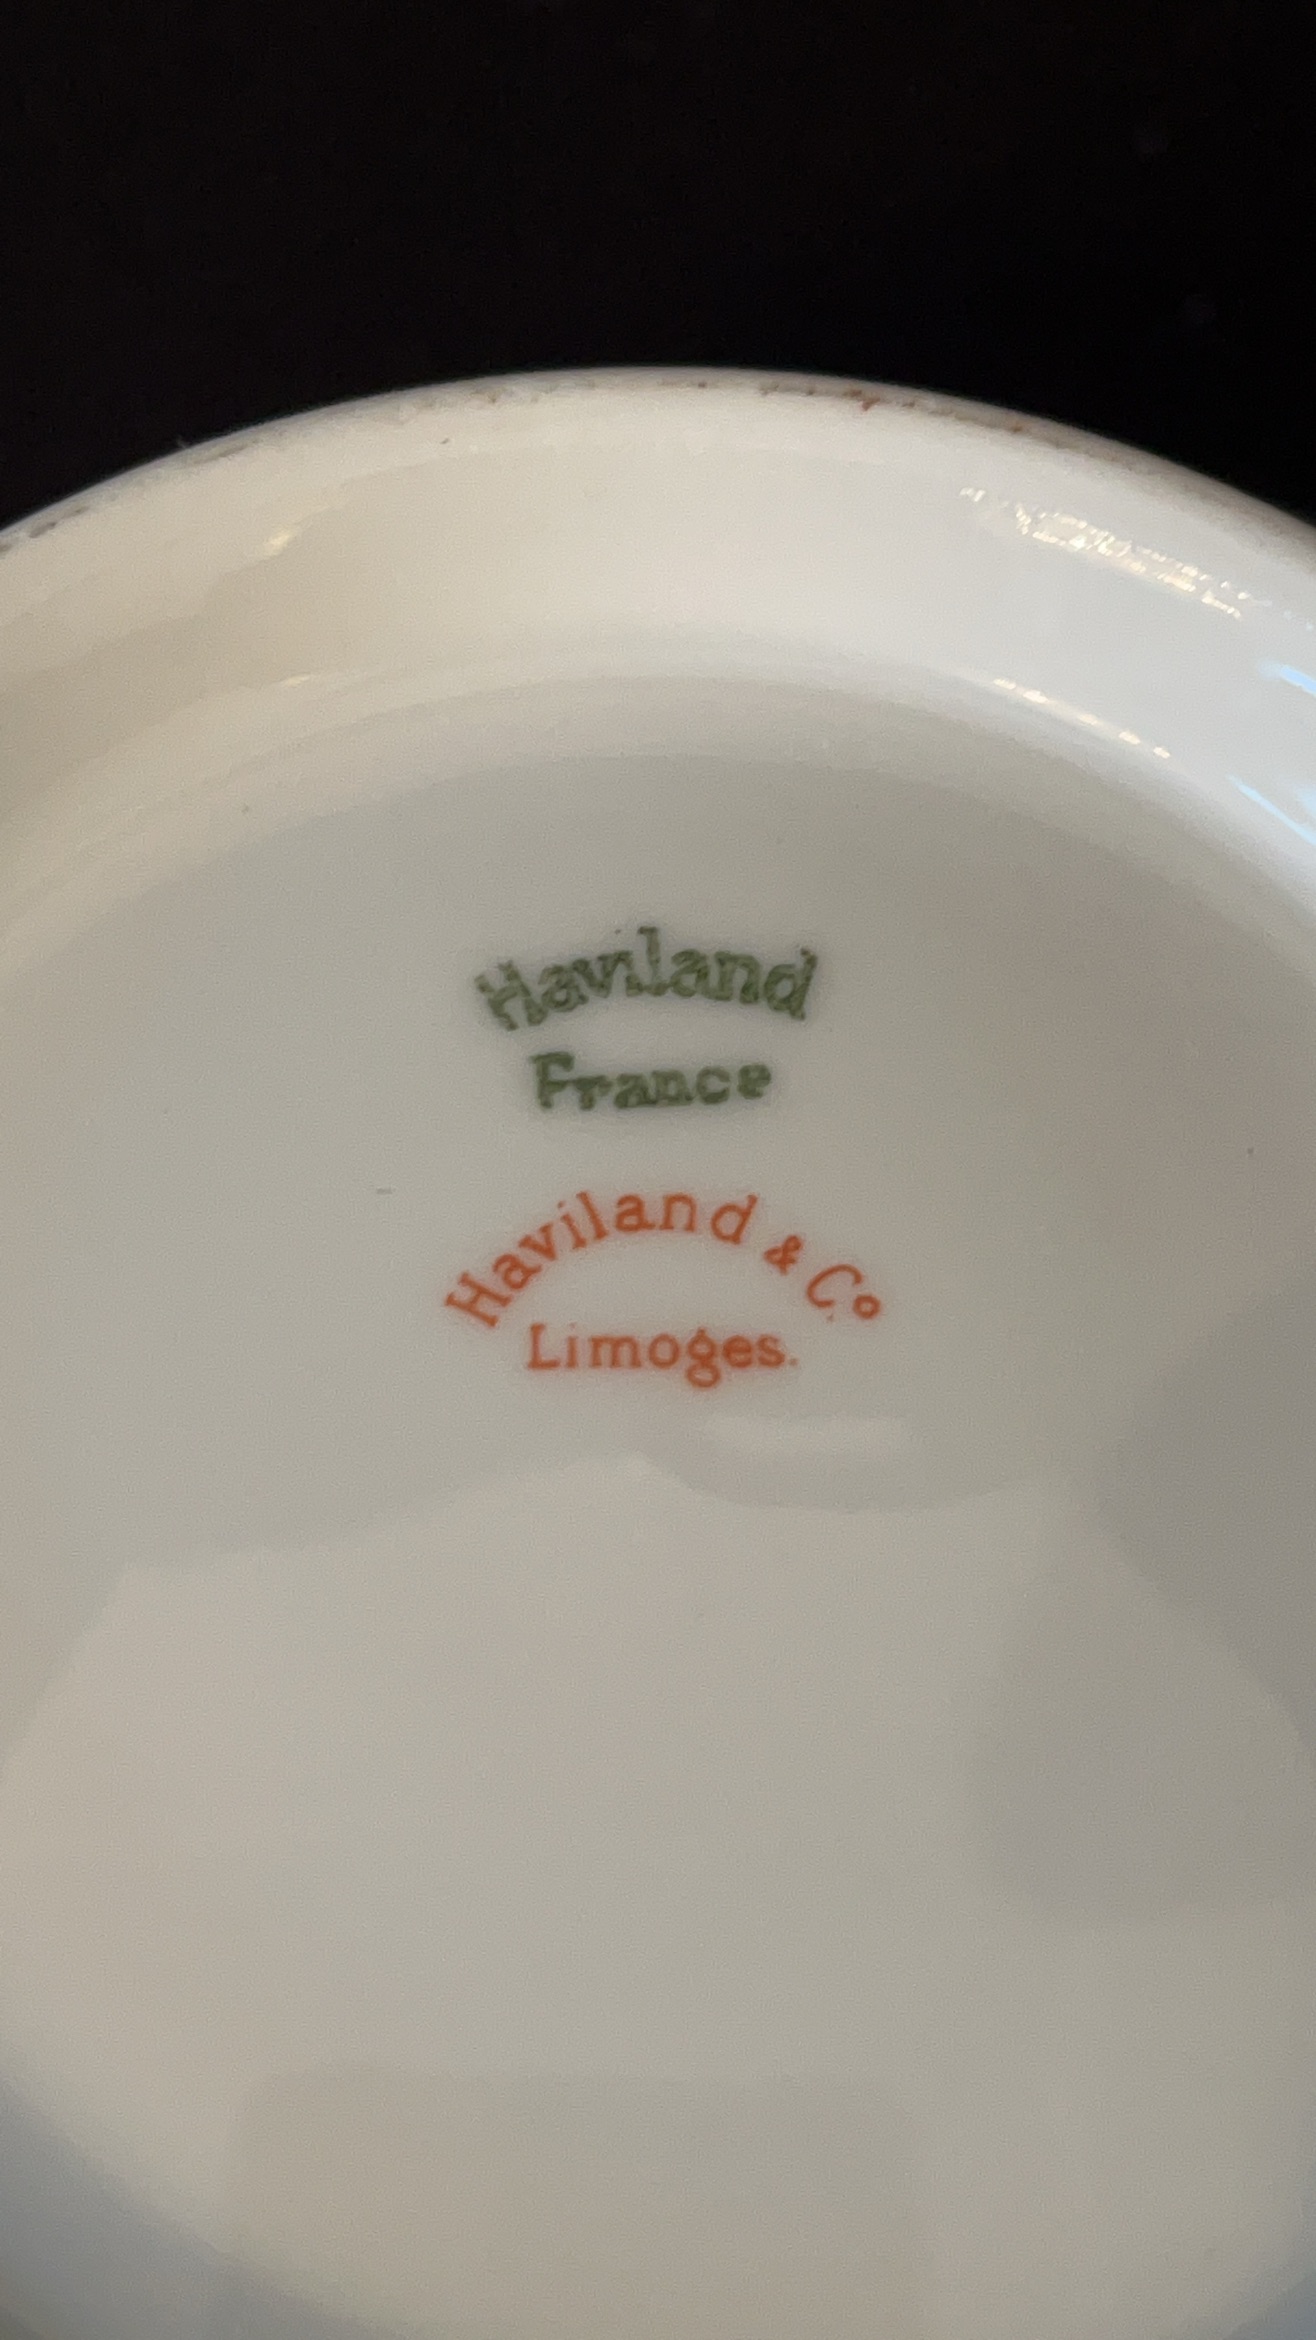 Haviland
France
Haviland & Co
Limoges.